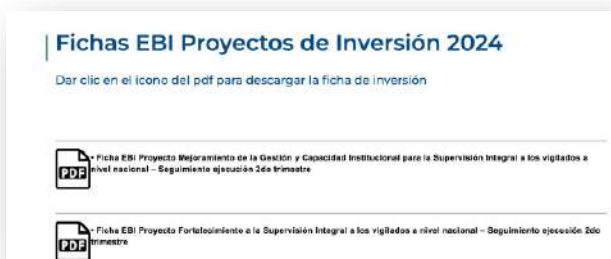 Fichas EBI Proyectos de Inversión 2024
Dar clic en el icono del pdf para descargar la ficha de inversión
PDF
• Ficha EBI Proyecto Mejoramiento de la Gestión y Capacidad Institucional para la Supervisión Integral a los vigilados a
nivel nacional – Seguimiento ejecución 2do trimestre
PDF
• Ficha EBI Proyecto Fortalecimiento a la Supervisión Integral a los vigilados a nivel nacional – Seguimiento ejecución 2do
trimestre